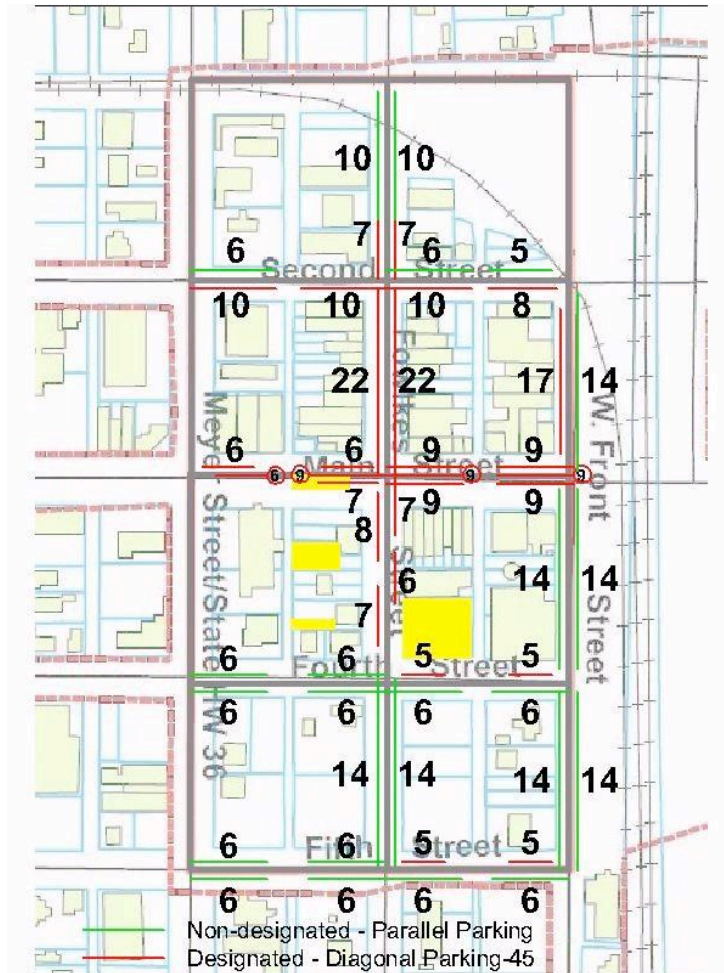 10 10
7 7
6 6 5
Second Street
10 10 10 8
22 Fowlkes 22 17 14
Meyer Street/State HW 36
W. Front Street
6 6 9 9
Main Street
6 9 9 9
7 7 9 9
8
Street
6 14 14
7
6 6 5 5
Fourth Street
6 6 6 6
14 14 14 14
6 6 5 5
Fifth Street
6 6 6 6
Non-designated - Parallel Parking
Designated - Diagonal Parking-45